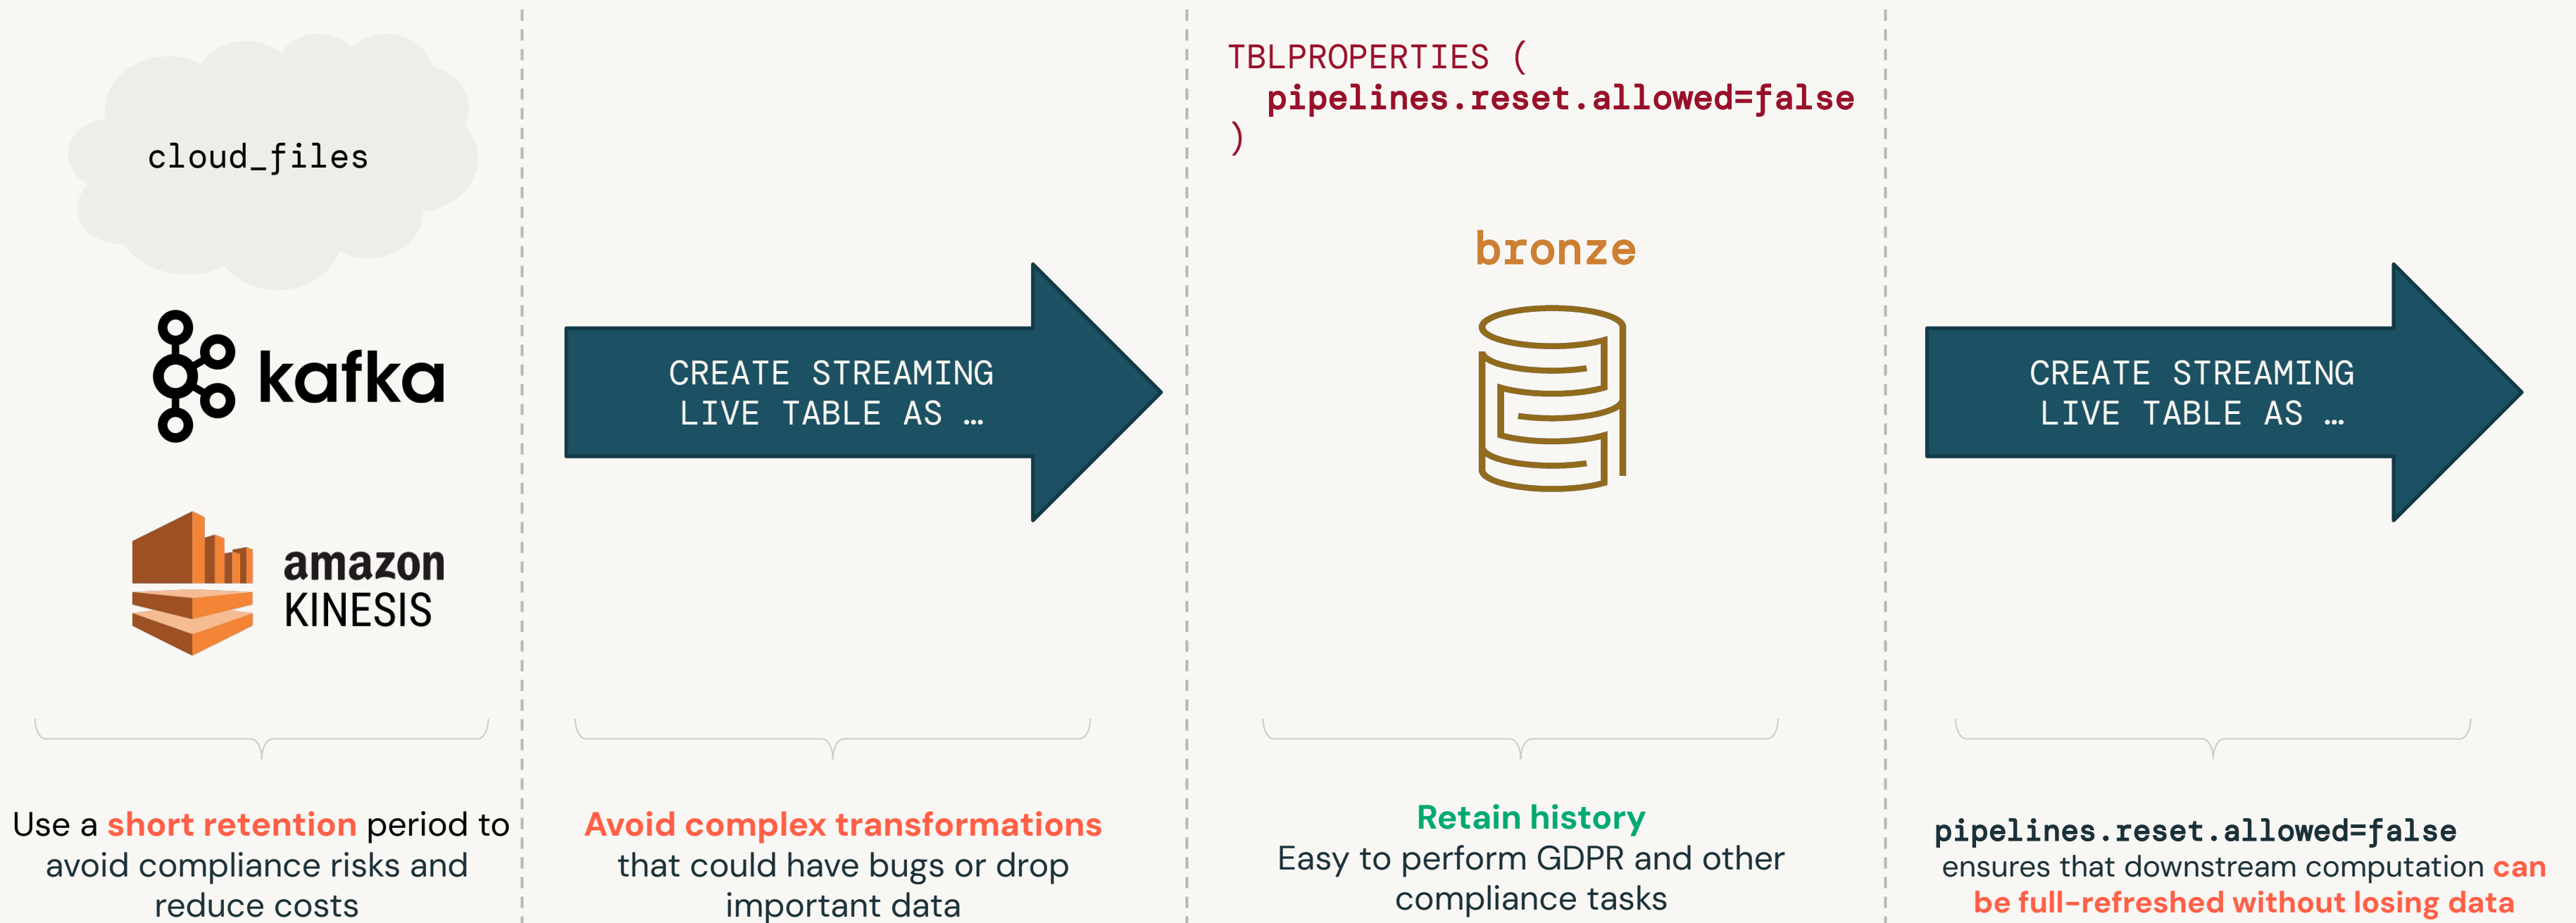 cloud_files
kafka
amazon
KINESIS
Use a short retention period to
avoid compliance risks and
reduce costs
CREATE STREAMING
LIVE TABLE AS …
Avoid complex transformations
that could have bugs or drop
important data
TBLPROPERTIES (
pipelines.reset.allowed=false
)
bronze
Retain history
Easy to perform GDPR and other
compliance tasks
CREATE STREAMING
LIVE TABLE AS …
pipelines.reset.allowed=false
ensures that downstream computation can
be full-refreshed without losing data